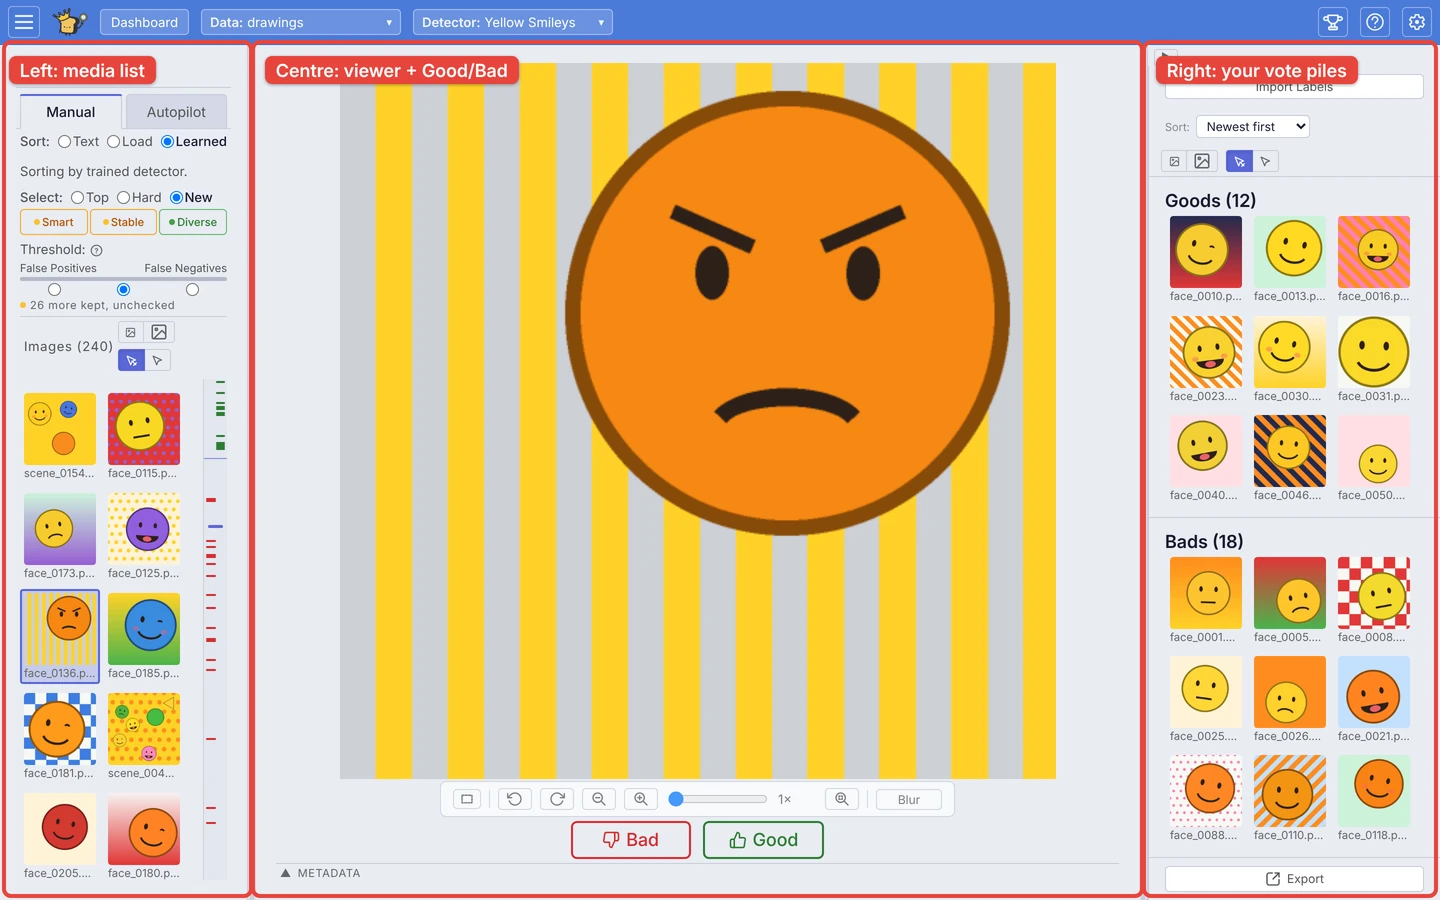 Dashboard
Data: drawings
Detector: Yellow Smileys
Left: media list
Manual
Autopilot
Sort: Text Load Learned
Sorting by trained detector.
Select: Top Hard New
Smart Stable Diverse
Threshold:
False Positives False Negatives
26 more kept, unchecked
Images (240)
scene_0154... face_0115.p...
face_0173.p... face_0125.p...
face_0136.p... face_0185.p...
face_0181.p... scene_004...
face_0205.... face_0180.p...
Centre: viewer + Good/Bad
1×
Blur
Bad
Good
METADATA
Right: your vote piles
Import Labels
Sort: Newest first
Goods (12)
face_0010.p... face_0013.p... face_0016.p...
face_0023.... face_0030.... face_0031.p...
face_0040.... face_0046.... face_0050....
Bads (18)
face_0001.... face_0005.... face_0008....
face_0025.... face_0026.... face_0021.p...
face_0088.... face_0110.p... face_0118.p...
Export